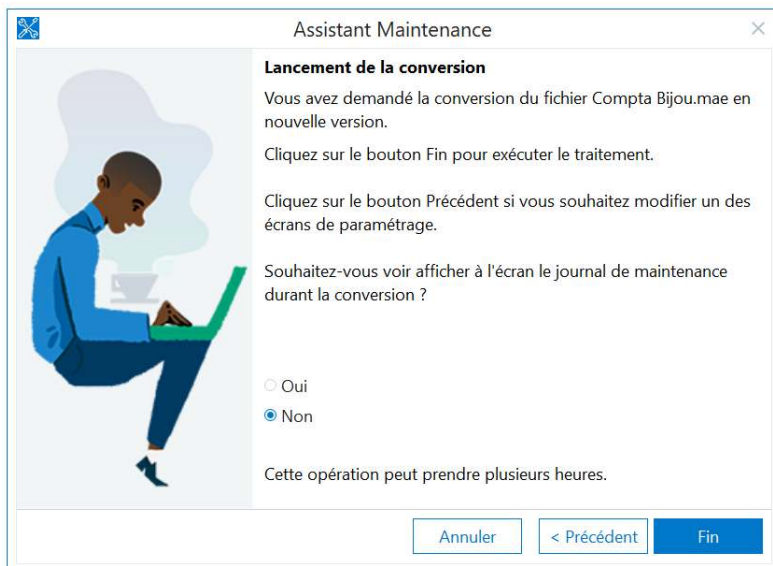 Assistant Maintenance
Lancement de la conversion
Vous avez demandé la conversion du fichier Compta Bijou.mae en
nouvelle version.
Cliquez sur le bouton Fin pour exécuter le traitement.
Cliquez sur le bouton Précédent si vous souhaitez modifier un des
écrans de paramétrage.
Souhaitez-vous voir afficher à l'écran le journal de maintenance
durant la conversion ?
Oui
Non
Cette opération peut prendre plusieurs heures.
Annuler < Précédent Fin